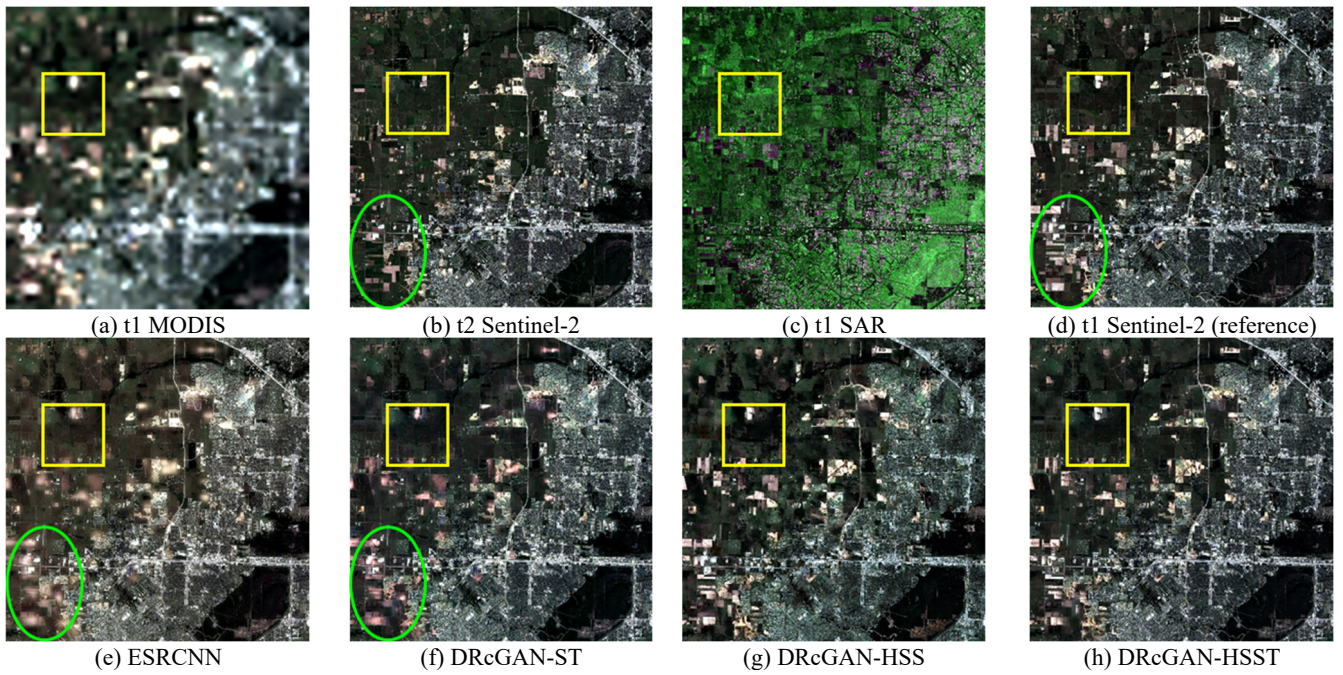 (a) t1 MODIS
(b) t2 Sentinel-2
(c) t1 SAR
(d) t1 Sentinel-2 (reference)
(e) ESRCNN
(f) DRcGAN-ST
(g) DRcGAN-HSS
(h) DRcGAN-HSST